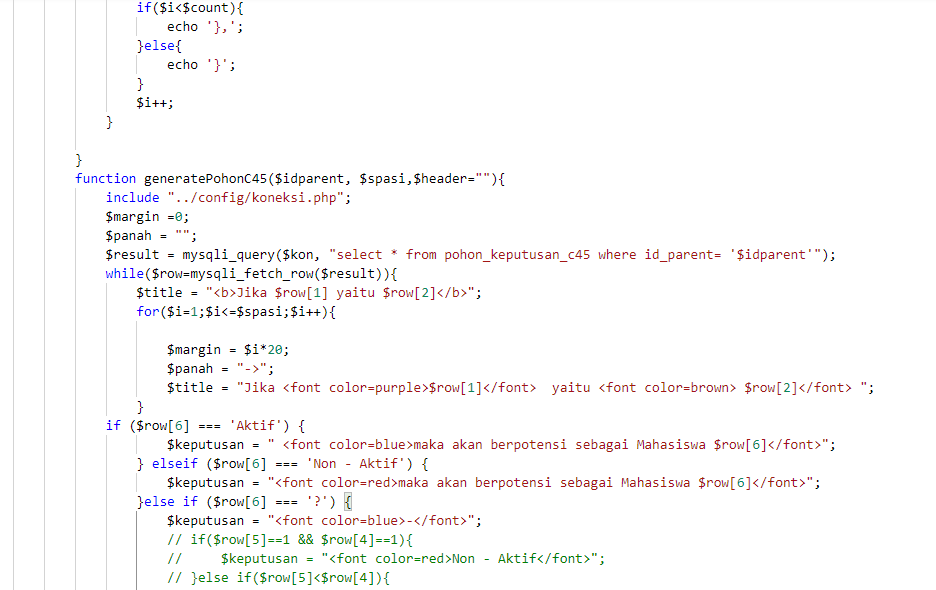 if($i<$count){
echo '},';
}else{
echo '}';
}
$i++;
}
}
function generatePohonC45($idparent, $spasi,$header=""){
include "../config/koneksi.php";
$margin =0;
$panah = "";
$result = mysqli_query($kon, "select * from pohon_keputusan_c45 where id_parent= '$idparent'");
while($row=mysqli_fetch_row($result)){
$title = "<b>Jika $row[1] yaitu $row[2]</b>";
for($i=1;$i<=$spasi;$i++){
$margin = $i*20;
$panah = "->";
$title = "Jika <font color=purple>$row[1]</font>  yaitu <font color=brown> $row[2]</font> ";
}
if ($row[6] === 'Aktif') {
$keputusan = " <font color=blue>maka akan berpotensi sebagai Mahasiswa $row[6]</font>";
} elseif ($row[6] === 'Non - Aktif') {
$keputusan = "<font color=red>maka akan berpotensi sebagai Mahasiswa $row[6]</font>";
}else if ($row[6] === '?') {
$keputusan = "<font color=blue>-</font>";
// if($row[5]==1 && $row[4]==1){
//     $keputusan = "<font color=red>Non - Aktif</font>";
// }else if($row[5]<$row[4]){